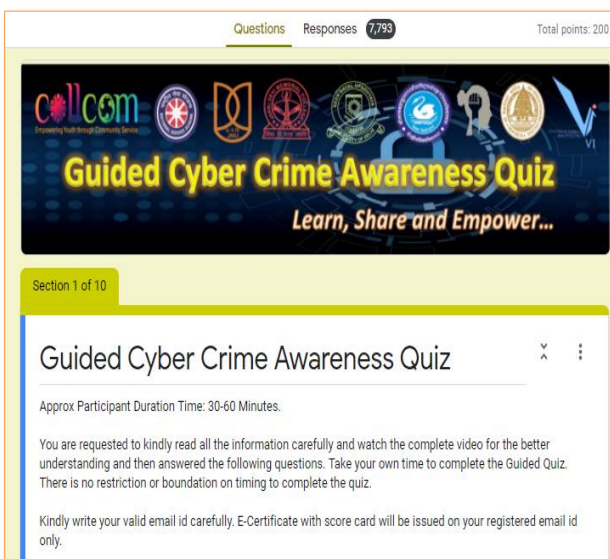 Questions Responses 7,793 Total points: 200
collcom
Empowering Youth through Community Service
VI
Guided Cyber Crime Awareness Quiz
Learn, Share and Empower...
Section 1 of 10
Guided Cyber Crime Awareness Quiz
Approx Participant Duration Time: 30-60 Minutes.
You are requested to kindly read all the information carefully and watch the complete video for the better
understanding and then answered the following questions. Take your own time to complete the Guided Quiz.
There is no restriction or boundation on timing to complete the quiz.
Kindly write your valid email id carefully. E-Certificate with score card will be issued on your registered email id
only.